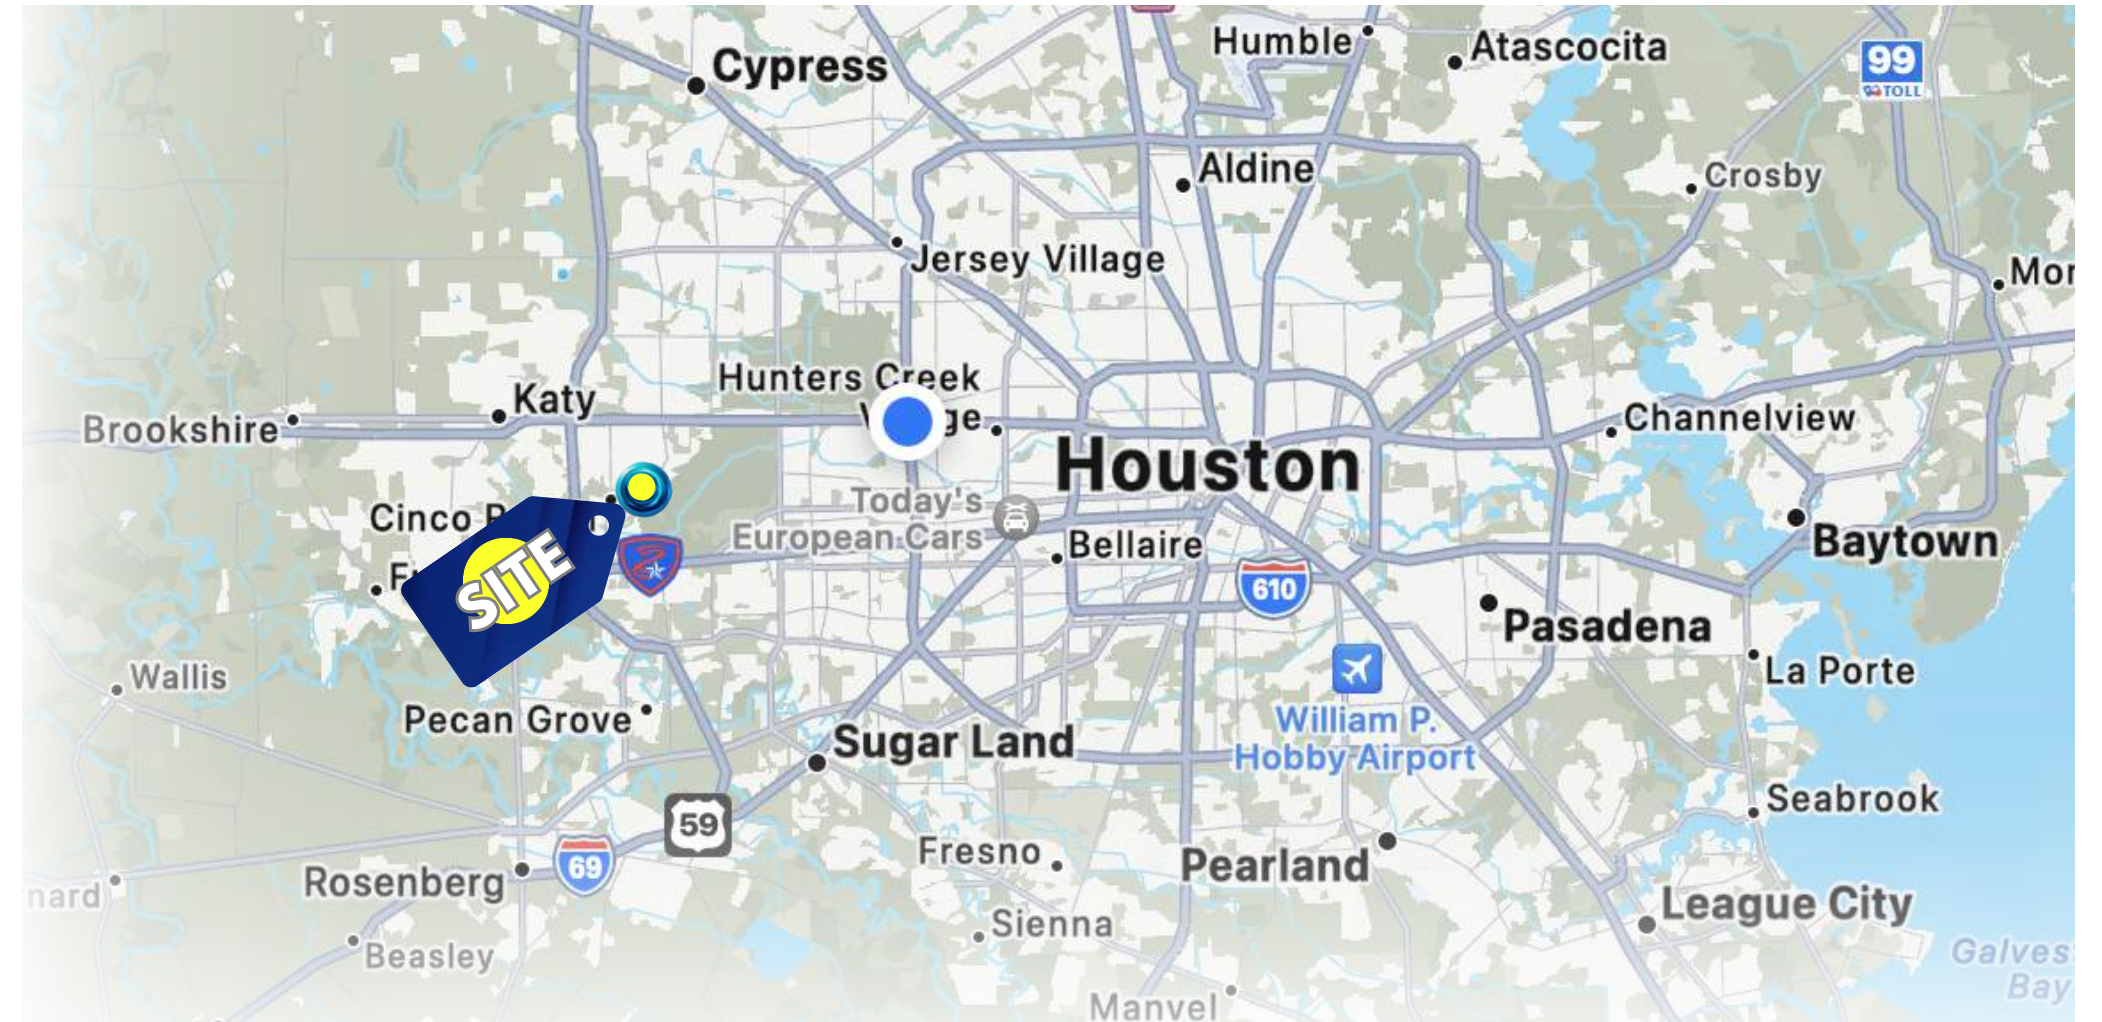 Humble
Atascocita
Cypress
99
TOLL
Aldine
Crosby
Jersey Village
Hunters Creek
Katy
Brookshire
Channelview
Houston
Today's
European Cars
Cinco
Bellaire
Baytown
SITE
610
Pasadena
Wallis
La Porte
Pecan Grove
William P.
Hobby Airport
Sugar Land
Seabrook
59
Fresno
Pearland
69
Rosenberg
League City
Sienna
Beasley
Manvel
Bay